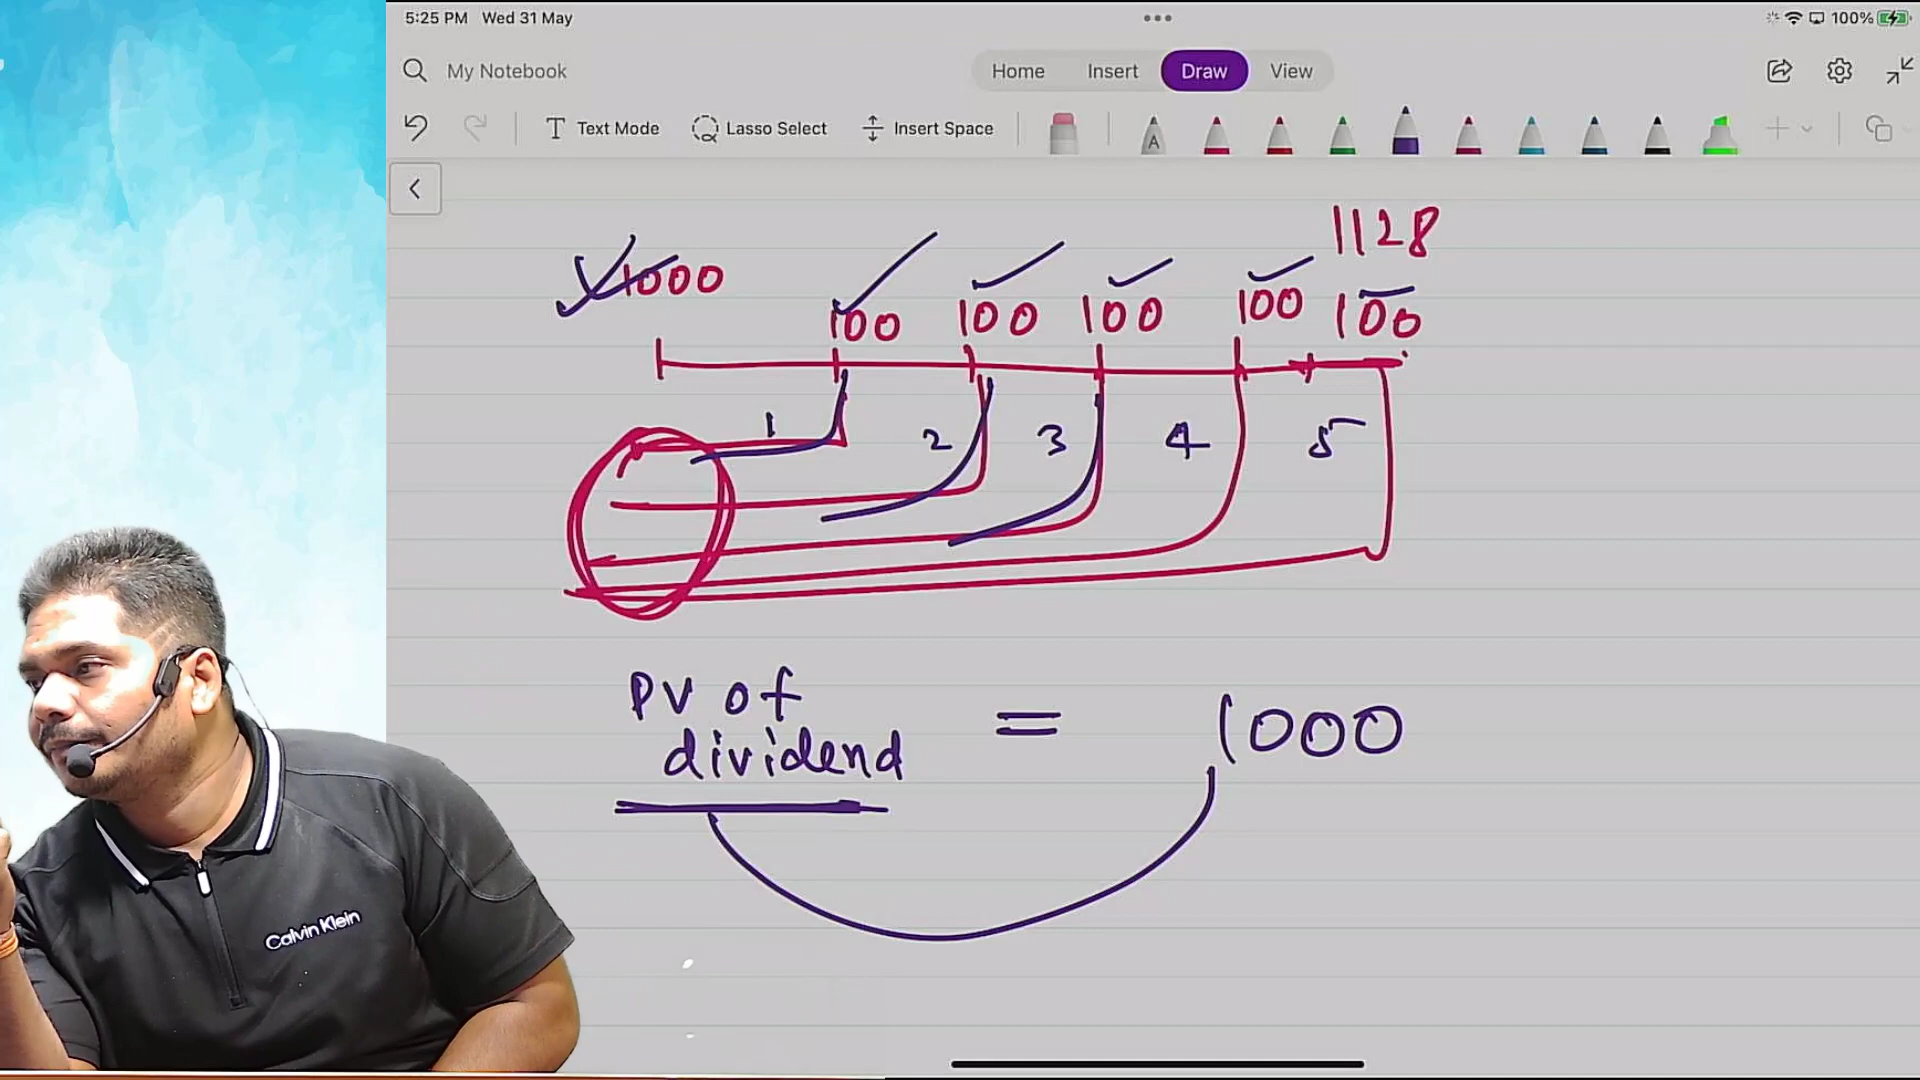 5:25 PM Wed 31 May
100%
My Notebook
Home Insert Draw View
Text Mode Lasso Select Insert Space
A
1128
1000
100 100 100 100 100
1 2 3 4 5
PV of
dividend = 1000
Calvin Klein